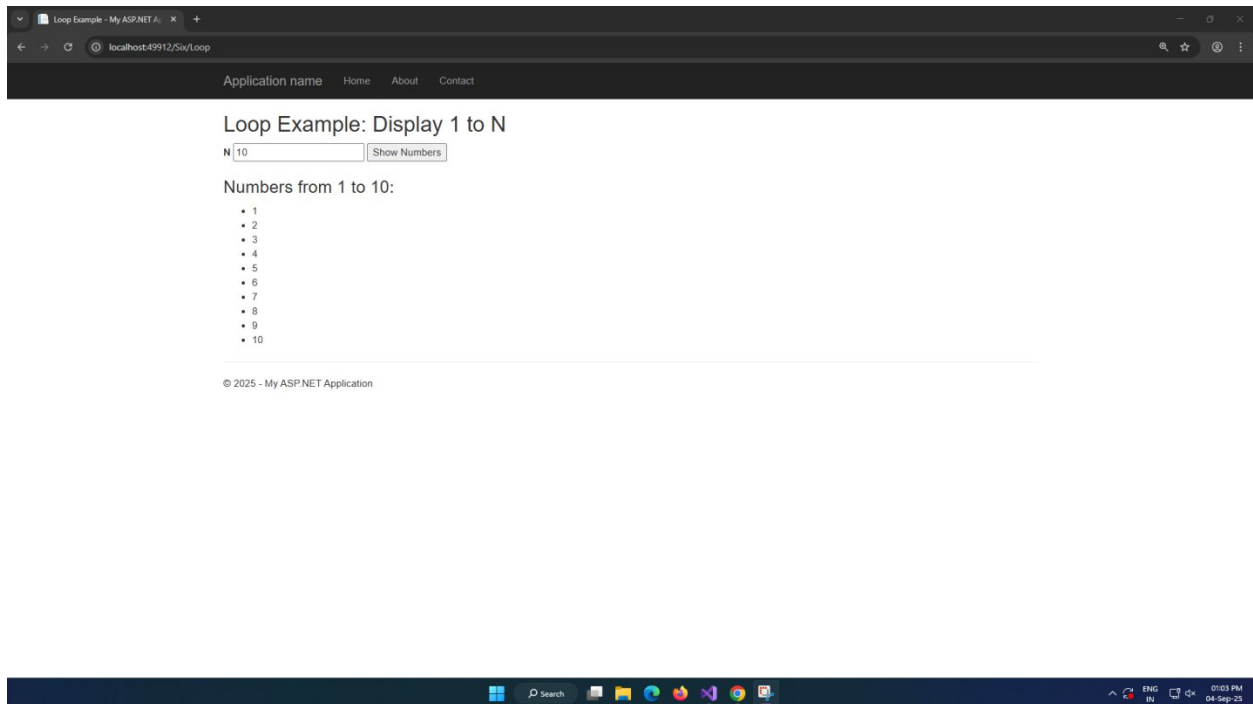 Loop Example - My ASP.NET A
localhost:49912/Six/Loop
Application name Home About Contact
Loop Example: Display 1 to N
N 10 Show Numbers
Numbers from 1 to 10:
• 1
• 2
• 3
• 4
• 5
• 6
• 7
• 8
• 9
• 10
© 2025 - My ASP.NET Application
Search
ENG
IN
01:03 PM
04-Sep-25